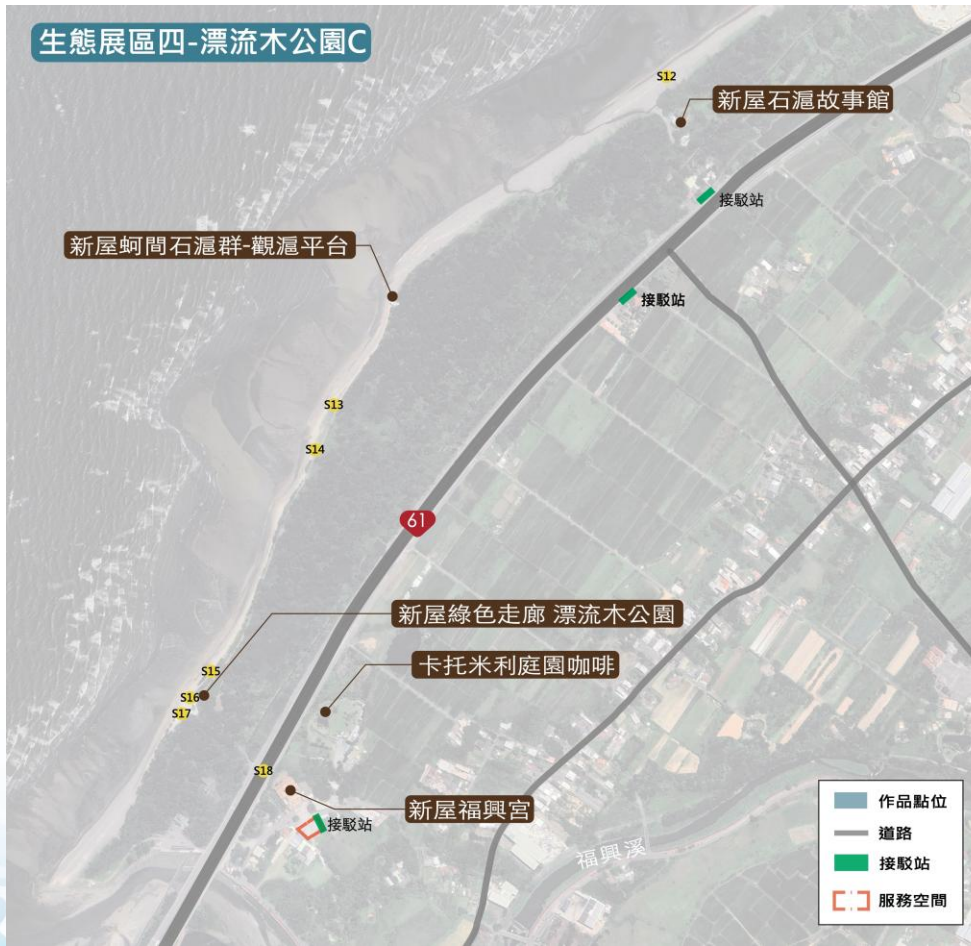 生態展區四-漂流木公園C
S12
新屋石滬故事館
接駁站
新屋蚵間石滬群-觀滬平台
接駁站
S13
S14
61
新屋綠色走廊 漂流木公園
卡托米利庭園咖啡
S15
S16
S17
S18
新屋福興宮
接駁站
福興溪
作品點位
道路
接駁站
服務空間